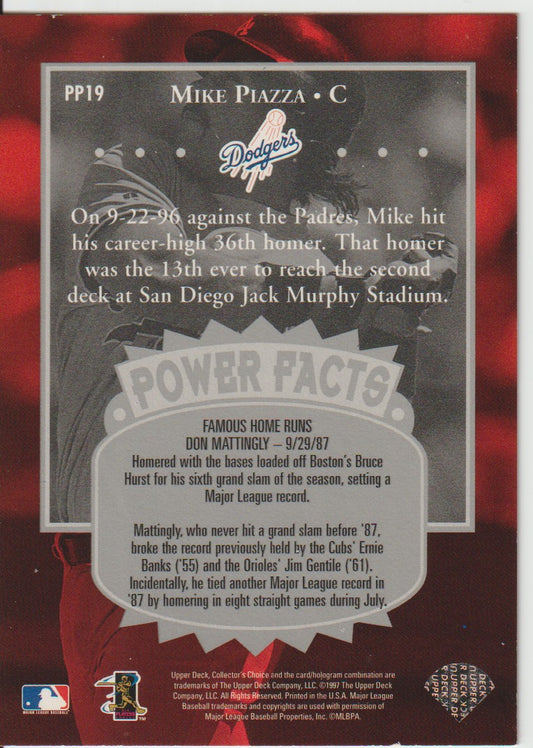 PP19
MIKE PIAZZA • C
Dodgers
On 9-22-96 against the Padres, Mike hit
his career-high 36th homer. That homer
was the 13th ever to reach the second
deck at San Diego Jack Murphy Stadium.
POWER FACTS
FAMOUS HOME RUNS
DON MATTINGLY – 9/29/87
Homered with the bases loaded off Boston's Bruce
Hurst for his sixth grand slam of the season, setting a
Major League record.
Mattingly, who never hit a grand slam before '87,
broke the record previously held by the Cubs' Ernie
Banks ('55) and the Orioles' Jim Gentile ('61).
Incidentally, he tied another Major League record in
'87 by homering in eight straight games during July.
Upper Deck, Collector's Choice and the card/hologram combination are
trademarks of The Upper Deck Company, LLC. ©1997 The Upper Deck
Company, LLC. All Rights Reserved. Printed in the U.S.A. Major League
Baseball trademarks and copyrights are used with permission of
Major League Baseball Properties, Inc. ©MLBPA.
MAJOR LEAGUE BASEBALL
TM
UPPER DECK